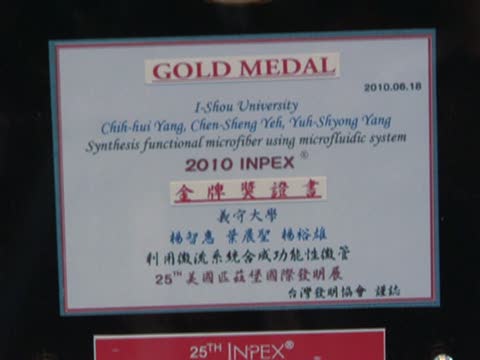 GOLD MEDAL
2010.06.18
I-Shou University
Chih-hui Yang, Chen-Sheng Yeh, Yuh-Shyong Yang
Synthesis functional microfiber using microfluidic system
2010 INPEX ®
金牌獎證書
義守大學
楊智惠 葉晨聖 楊裕雄
利用微流系統合成功能性微管
25TH美國匹茲堡國際發明展
台灣發明協會 謹誌
25TH INPEX®